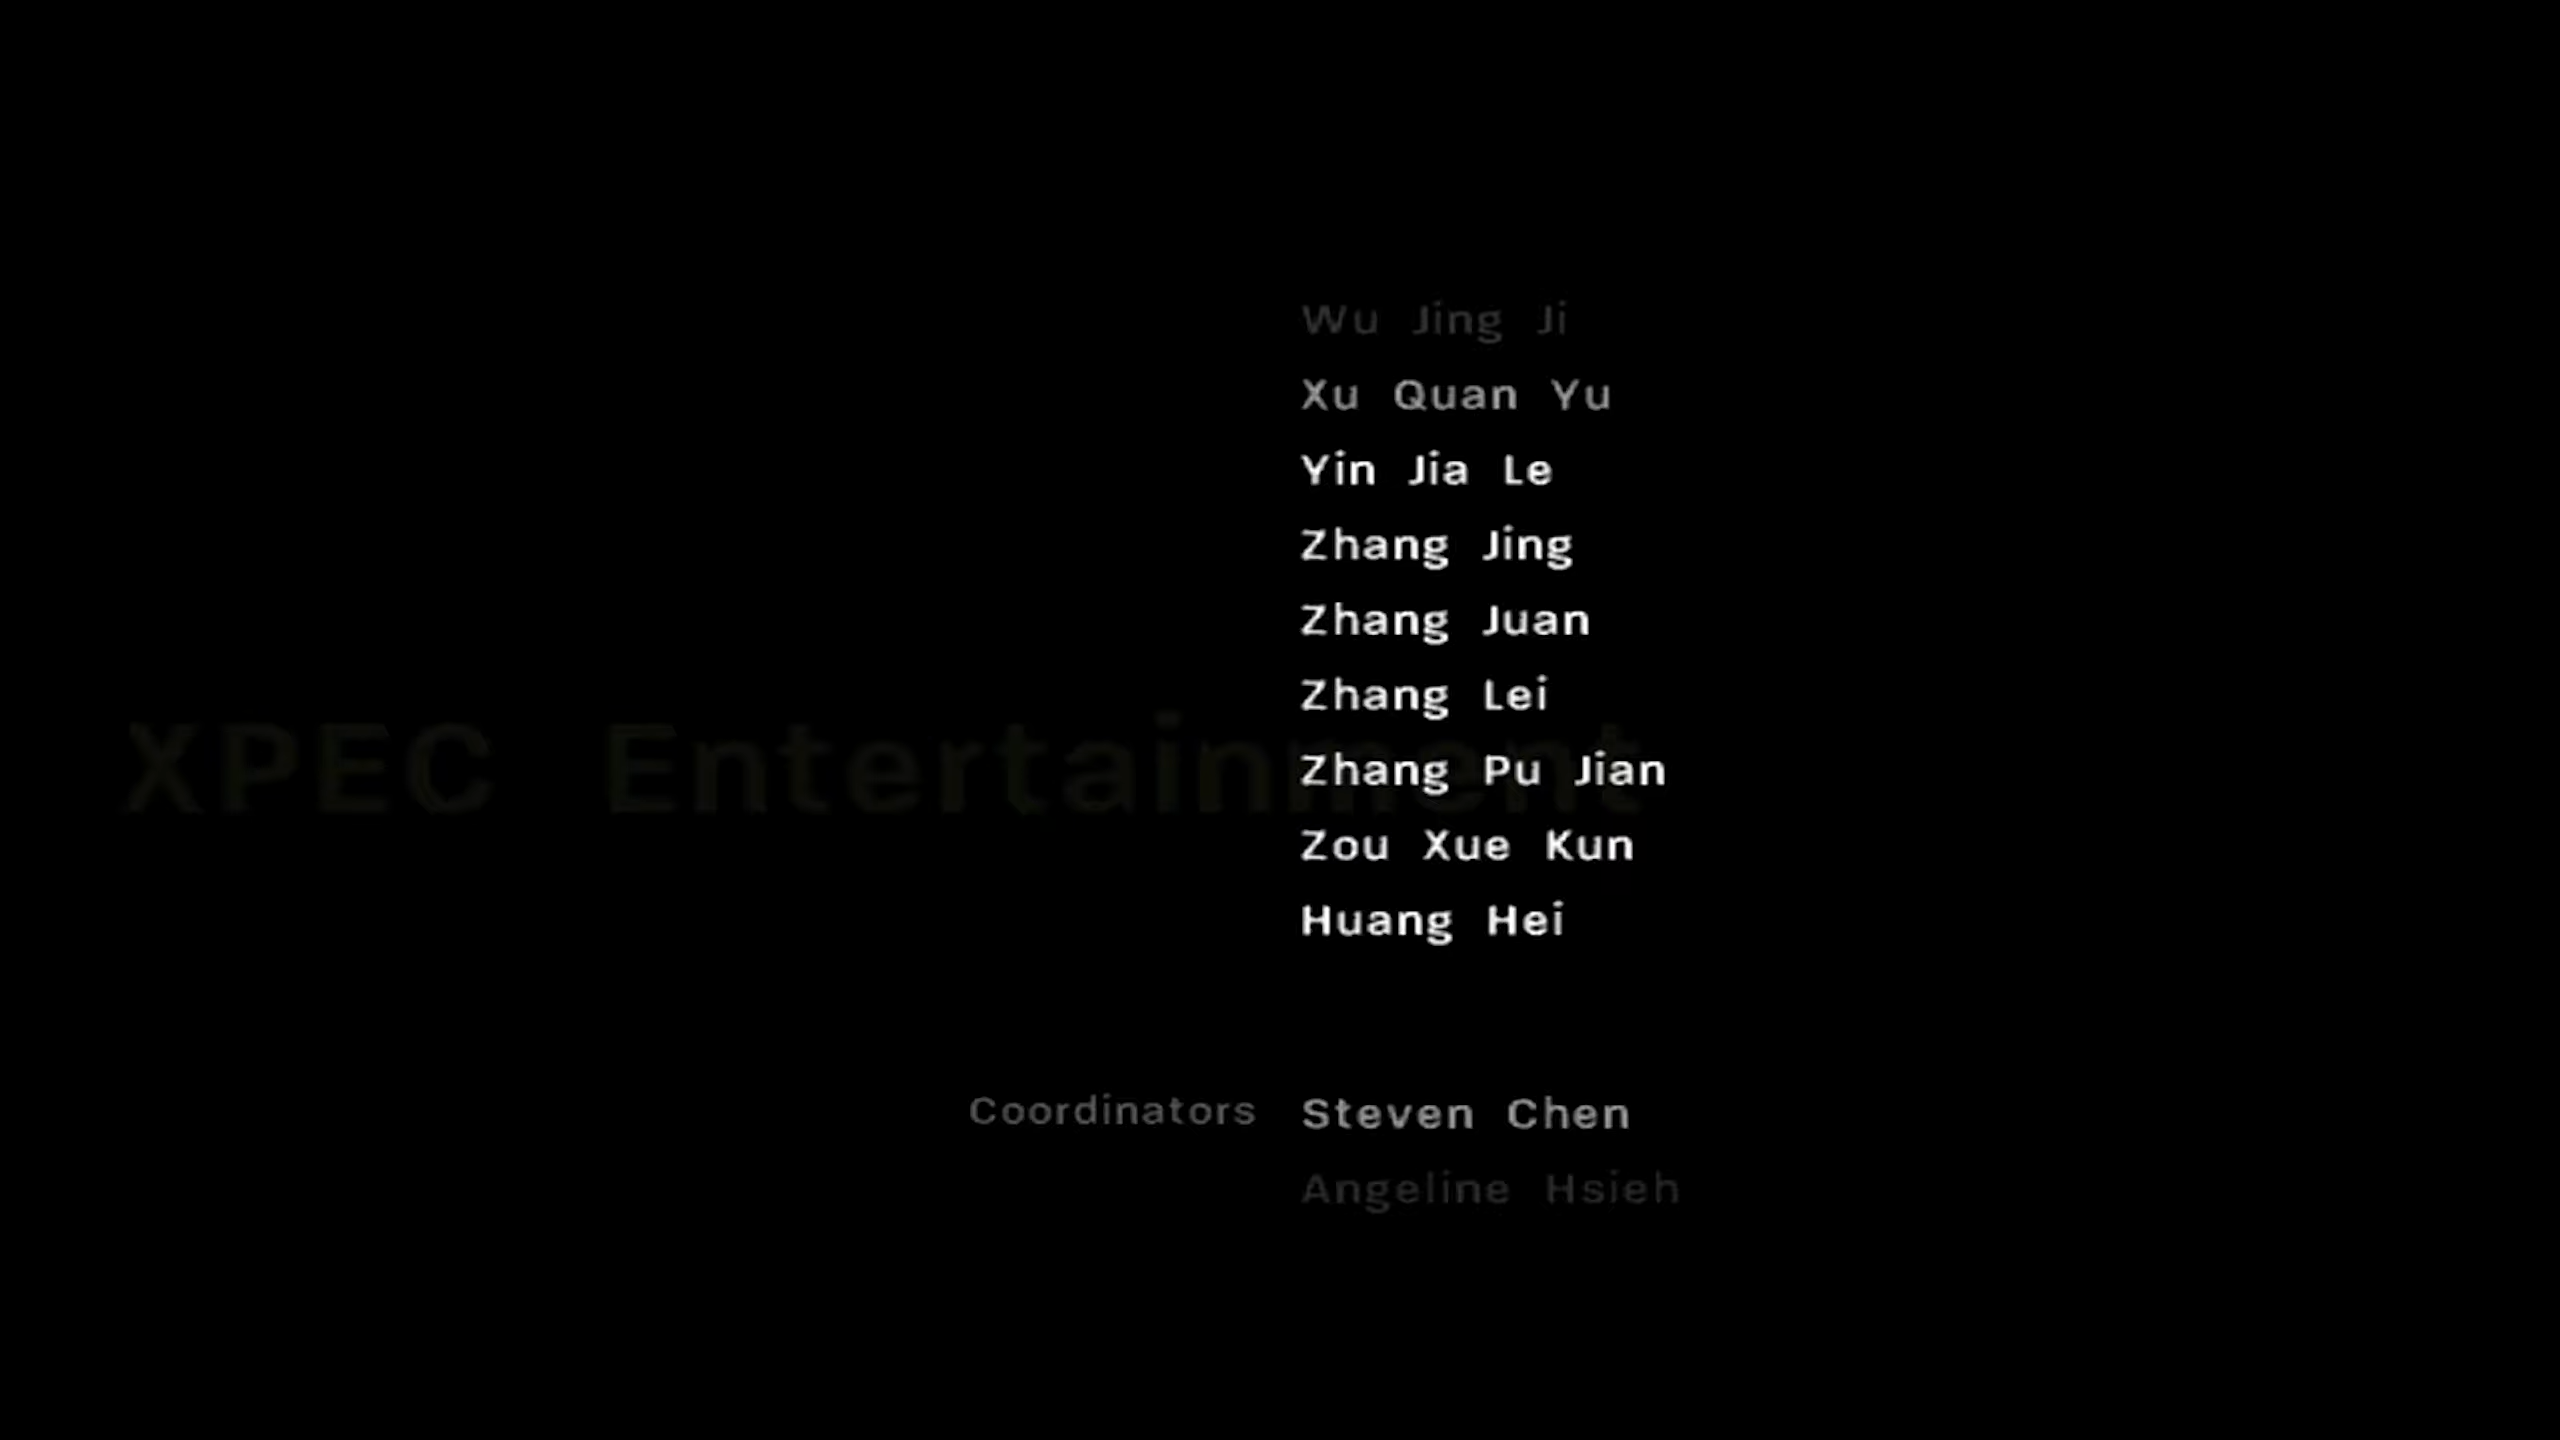 Wu Jing Ji
Xu Quan Yu
Yin Jia Le
Zhang Jing
Zhang Juan
Zhang Lei
XPEC Entertainment
Zhang Pu Jian
Zou Xue Kun
Huang Hei
Coordinators Steven Chen
Angeline Hsieh